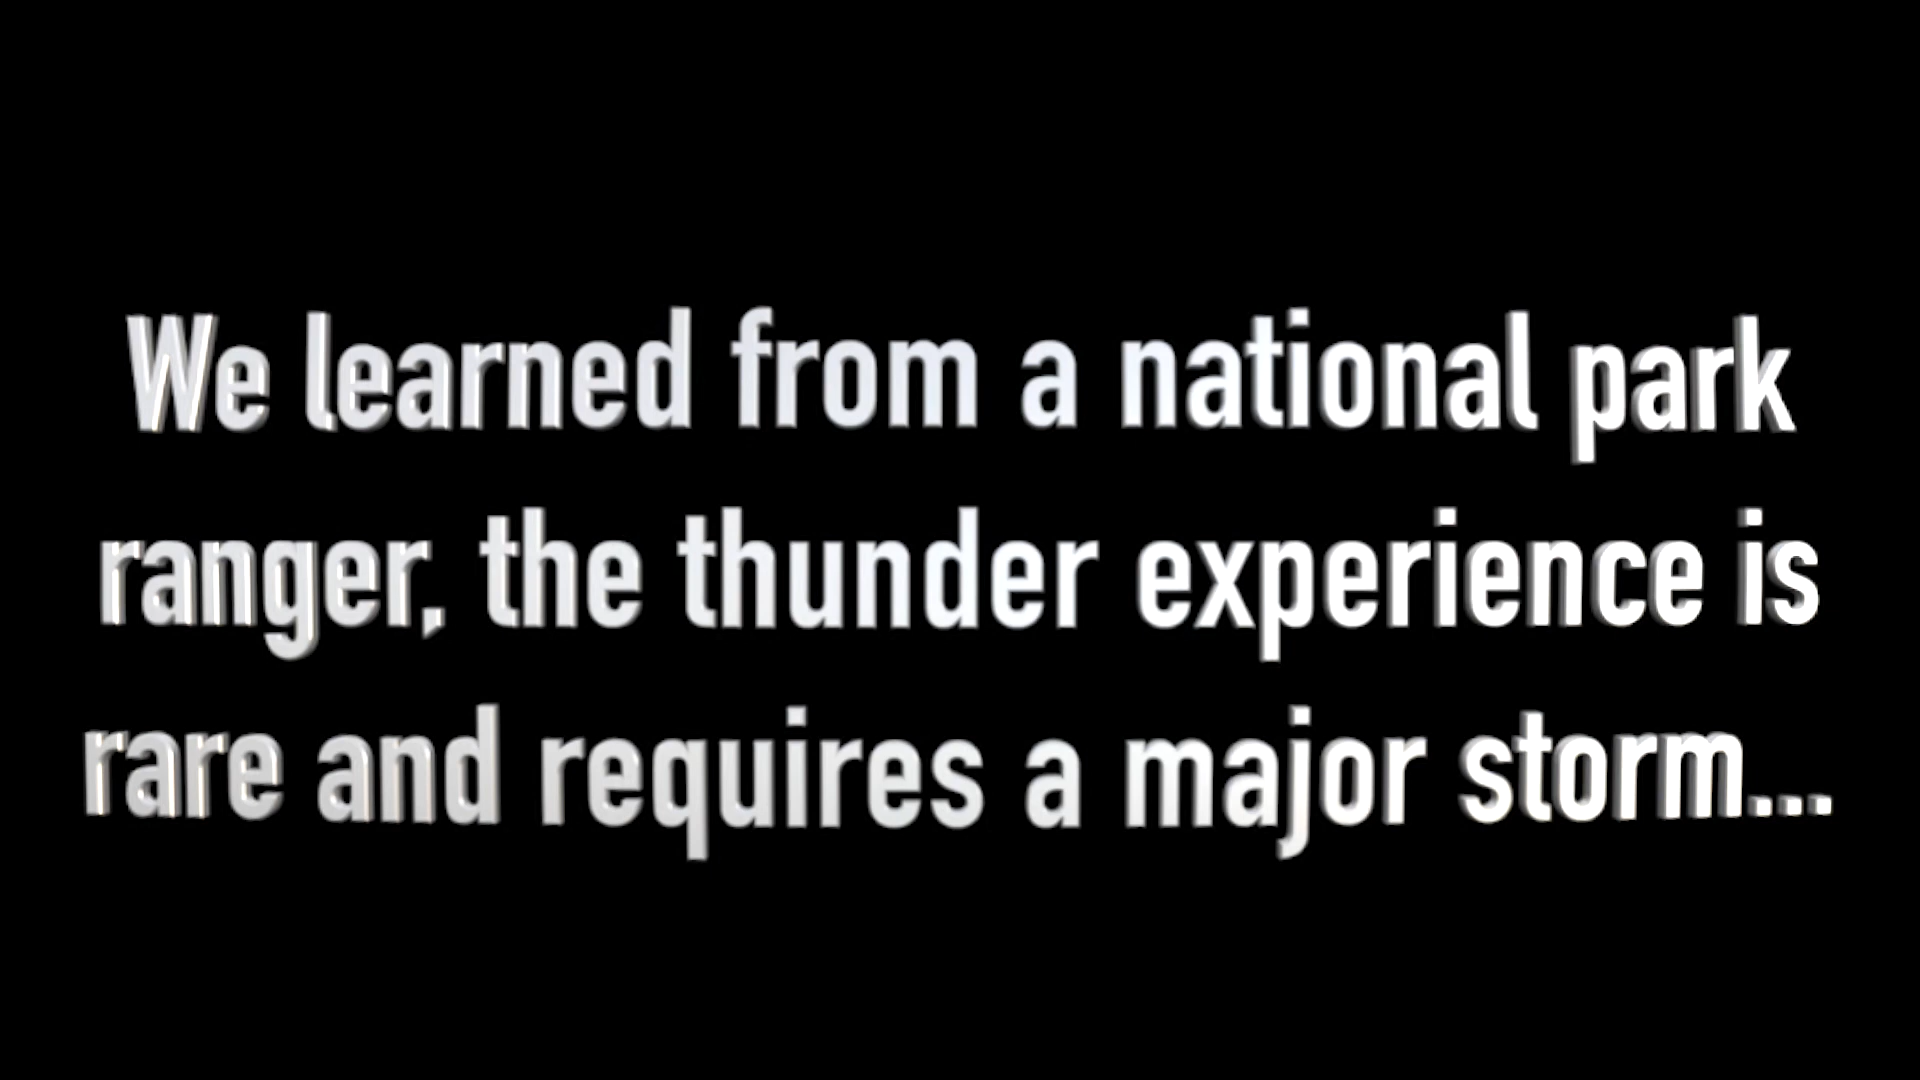 We learned from a national park
ranger, the thunder experience is
rare and requires a major storm...